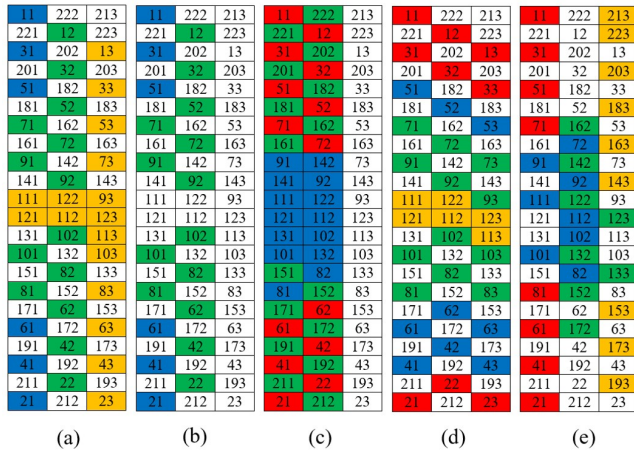 11 222 213 11 222 213 11 222 213 11 222 213 11 222 213
221 12 223 221 12 223 221 12 223 221 12 223 221 12 223
31 202 13 31 202 13 31 202 13 31 202 13 31 202 13
201 32 203 201 32 203 201 32 203 201 32 203 201 32 203
51 182 33 51 182 33 51 182 33 51 182 33 51 182 33
181 52 183 181 52 183 181 52 183 181 52 183 181 52 183
71 162 53 71 162 53 71 162 53 71 162 53 71 162 53
161 72 163 161 72 163 161 72 163 161 72 163 161 72 163
91 142 73 91 142 73 91 142 73 91 142 73 91 142 73
141 92 143 141 92 143 141 92 143 141 92 143 141 92 143
111 122 93 111 122 93 111 122 93 111 122 93 111 122 93
121 112 123 121 112 123 121 112 123 121 112 123 121 112 123
131 102 113 131 102 113 131 102 113 131 102 113 131 102 113
101 132 103 101 132 103 101 132 103 101 132 103 101 132 103
151 82 133 151 82 133 151 82 133 151 82 133 151 82 133
81 152 83 81 152 83 81 152 83 81 152 83 81 152 83
171 62 153 171 62 153 171 62 153 171 62 153 171 62 153
61 172 63 61 172 63 61 172 63 61 172 63 61 172 63
191 42 173 191 42 173 191 42 173 191 42 173 191 42 173
41 192 43 41 192 43 41 192 43 41 192 43 41 192 43
211 22 193 211 22 193 211 22 193 211 22 193 211 22 193
21 212 23 21 212 23 21 212 23 21 212 23 21 212 23
(a) (b) (c) (d) (e)